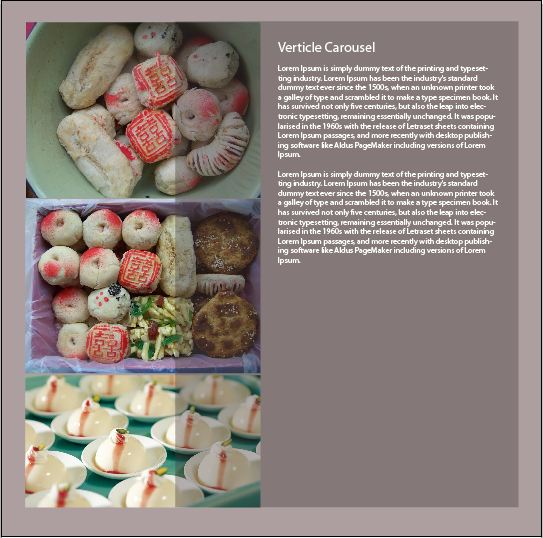 Verticle Carousel
Lorem Ipsum is simply dummy text of the printing and typeset-
ting industry. Lorem Ipsum has been the industry's standard
dummy text ever since the 1500s, when an unknown printer took
a galley of type and scrambled it to make a type specimen book. It
has survived not only five centuries, but also the leap into elec-
tronic typesetting, remaining essentially unchanged. It was popu-
larised in the 1960s with the release of Letraset sheets containing
Lorem Ipsum passages, and more recently with desktop publish-
ing software like Aldus PageMaker including versions of Lorem
Ipsum.
Lorem Ipsum is simply dummy text of the printing and typeset-
ting industry. Lorem Ipsum has been the industry's standard
dummy text ever since the 1500s, when an unknown printer took
a galley of type and scrambled it to make a type specimen book. It
has survived not only five centuries, but also the leap into elec-
tronic typesetting, remaining essentially unchanged. It was popu-
larised in the 1960s with the release of Letraset sheets containing
Lorem Ipsum passages, and more recently with desktop publish-
ing software like Aldus PageMaker including versions of Lorem
Ipsum.
囍
囍
囍
囍